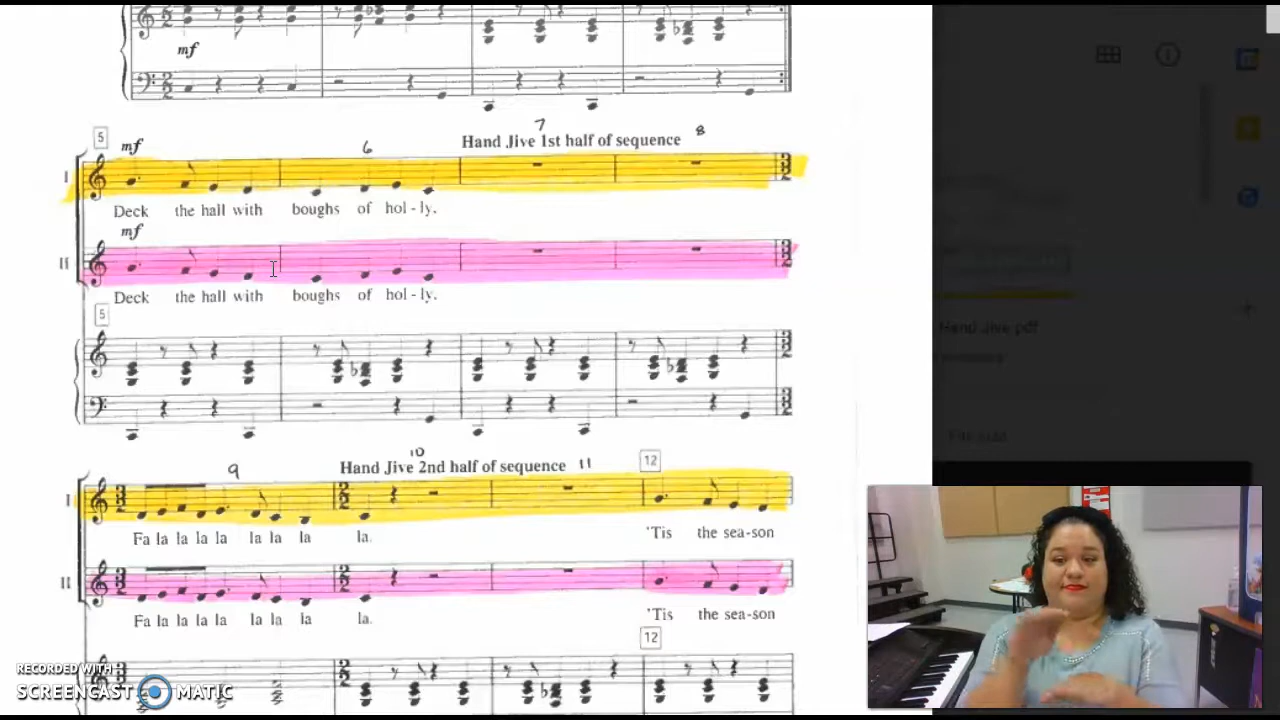 mf
5
mf
6
7
Hand Jive 1st half of sequence
8
I
Deck the hall with boughs of hol - ly.
mf
II
Deck the hall with boughs of hol - ly.
5
9
10
Hand Jive 2nd half of sequence
11
12
I
Fa la la la la la la la la. 'Tis the sea-son
II
Fa la la la la la la la la. 'Tis the sea-son
12
Hand Jive pdf
RECORDED WITH
SCREENCAST MATIC